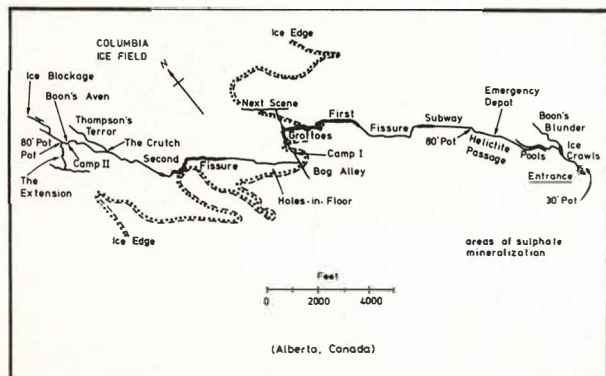 Ice Edge
COLUMBIA
ICE FIELD
N
Ice Blockage
Boon's Aven
Thompson's
Terror
The Crutch
80' Pot
Pot
Camp II
The
Extension
Second
Fissure
Ice Edge
Next Scene
Grottoes
Camp I
Bog Alley
Holes-in-Floor
First
Fissure
Subway
80' Pot
Helictite
Passage
Emergency
Depot
Pools
Boon's
Blunder
Ice
Crawls
Entrance
30' Pot
areas of sulphate
mineralization
Feet
0 2000 4000
(Alberta, Canada)